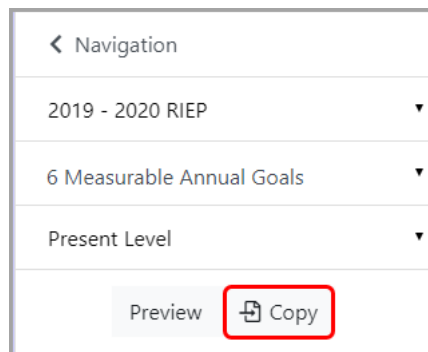 Navigation
2019 - 2020 RIEP
6 Measurable Annual Goals
Present Level
Preview Copy